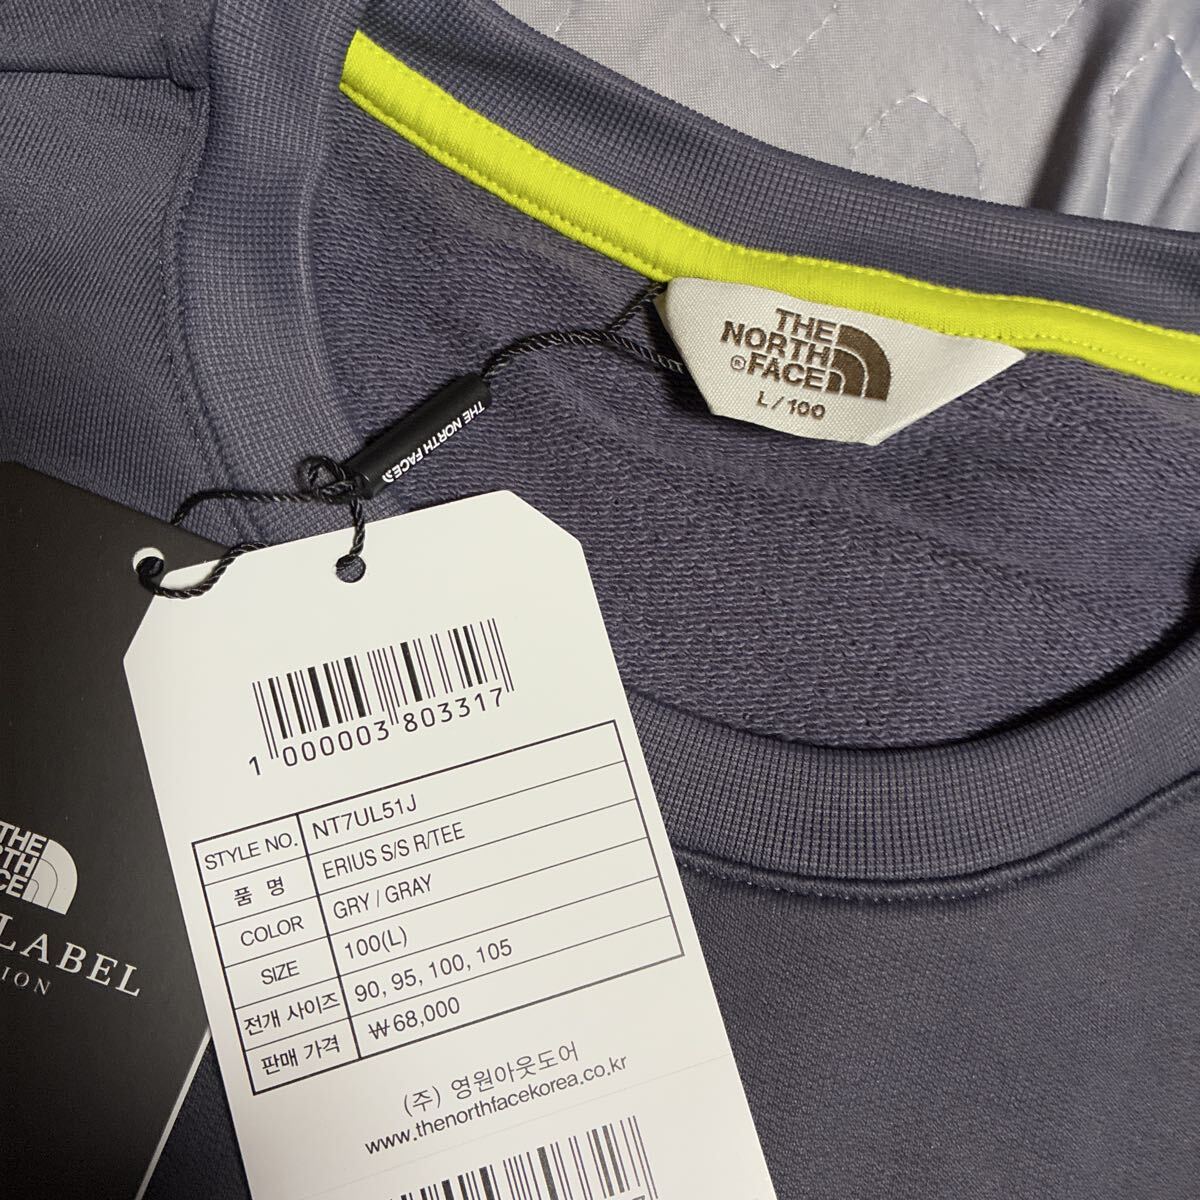 THE
NORTH
®FACE
L / 100
THE NORTH FACE
1 000003 803317
STYLE NO. NT7UL51J
품 명 ERIUS S/S R/TEE
COLOR GRY / GRAY
SIZE 100(L)
전개 사이즈 90, 95, 100, 105
판매 가격 ₩68,000
(주) 영원아웃도어
www.thenorthfacekorea.co.kr
THE
LABEL